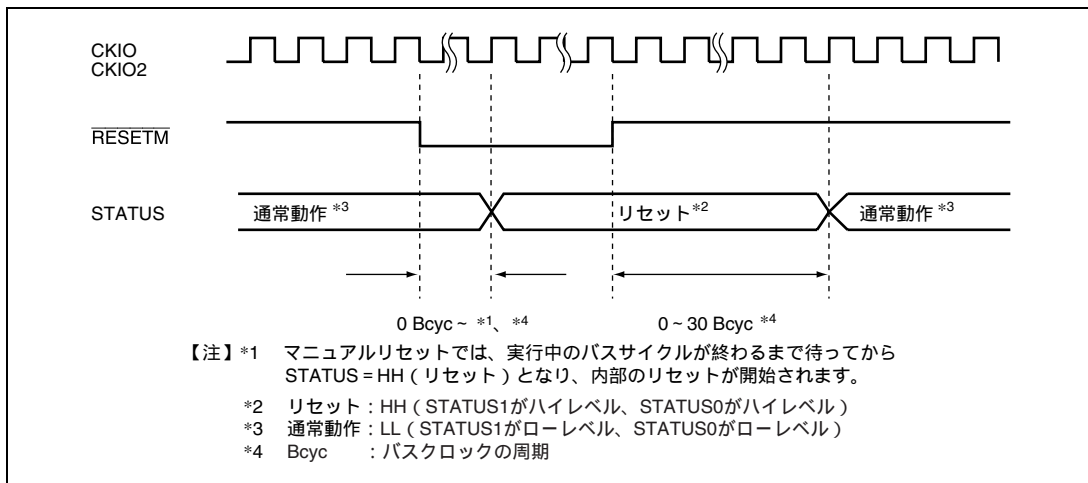 CKIO
CKIO2
RESETM
STATUS 通常動作 *3 リセット*2 通常動作 *3
0 Bcyc ~ *1、*4 0 ~ 30 Bcyc *4
【注】*1 マニュアルリセットでは、実行中のバスサイクルが終わるまで待ってから
STATUS = HH ( リセット ) となり、内部のリセットが開始されます。
*2 リセット : HH ( STATUS1がハイレベル、STATUS0がハイレベル )
*3 通常動作 : LL ( STATUS1がローレベル、STATUS0がローレベル )
*4 Bcyc : バスクロックの周期